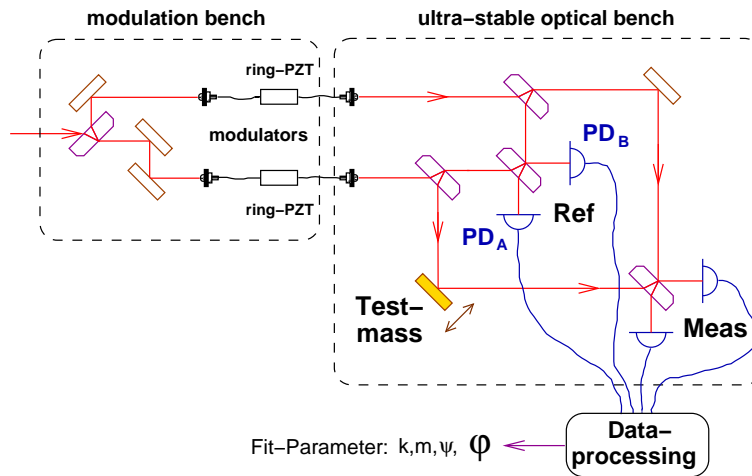 modulation bench
ultra−stable optical bench
ring−PZT
modulators
ring−PZT
PD_B
Ref
PD_A
Test−
mass
Meas
Data−
processing
Fit−Parameter: k,m,ψ, φ